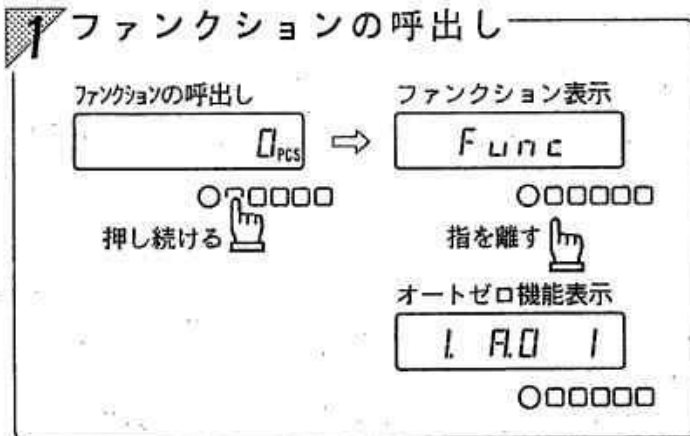 1 ファンクションの呼出し
ファンクションの呼出し
0PCS
押し続ける
ファンクション表示
Func
指を離す
オートゼロ機能表示
1. A.0 1